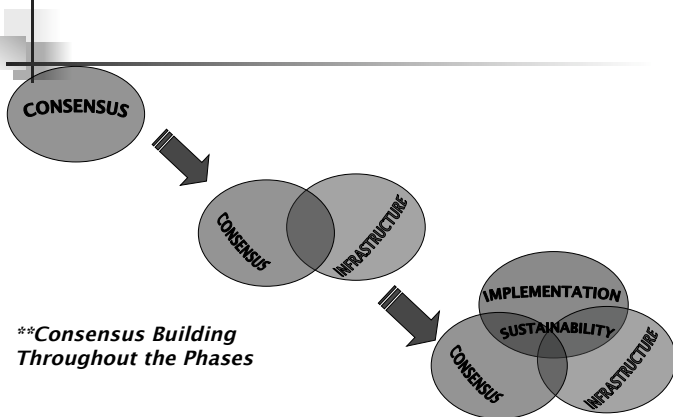 CONSENSUS
CONSENSUS
INFRASTRUCTURE
IMPLEMENTATION
SUSTAINABILITY
CONSENSUS
INFRASTRUCTURE
**Consensus Building
Throughout the Phases